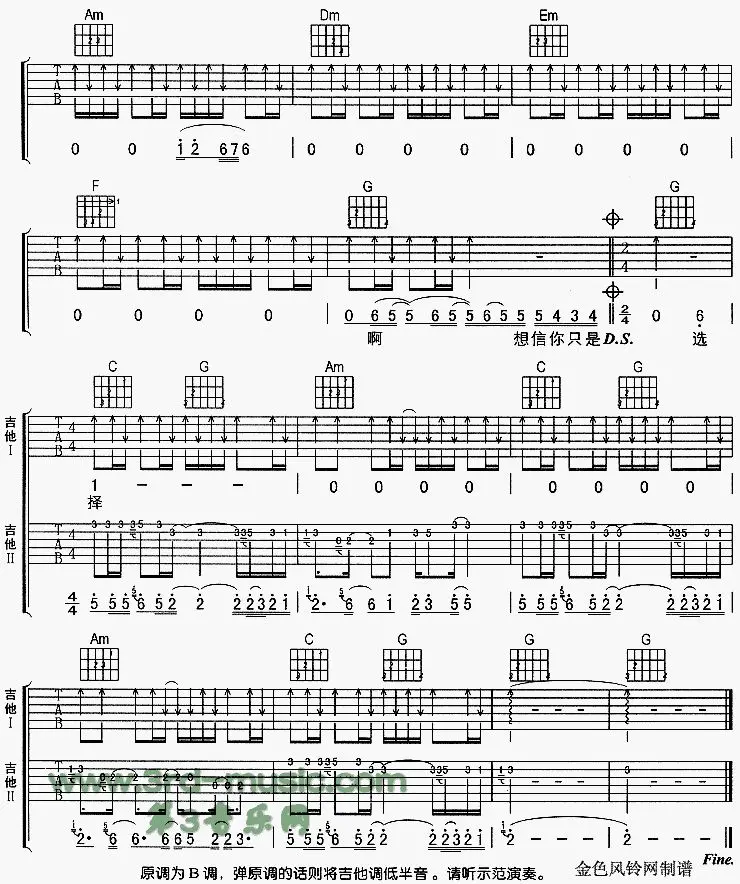 Am Dm Em
T A B
0 0 1 2 6 7 6 | 0 0 0 0 | 0 0 0 0
F G G
T A B 2 4
0 0 0 0 | 0 6 5 5 6 5 5 6 5 5 5 4 3 4 2/4 0 6
啊 想信你只是 D.S. 选
C G Am C G
吉他 I T A B 4 4
1 - - - | 0 0 0 0 | 0 0 0 0
择
吉他 II T A B 4 4
4/4 5 5 5 6 5 2 2 2 2 3 2 1 | 2· 6 6 1 2 3 5 5 | 5 5 5 6 5 2 2 2 2 3 2 1
Am C G G G
吉他 I T A B
吉他 II T A B
www.3rd-music.com
第3音乐网
2· 6 6 6 6 5 2 2 3 | 5 5 5 6 5 2 2 2 2 3 2 1 | 2 - - - | 2 - - -
Fine.
原调为 B 调，弹原调的话则将吉他调低半音。请听示范演奏。 金色风铃网制谱